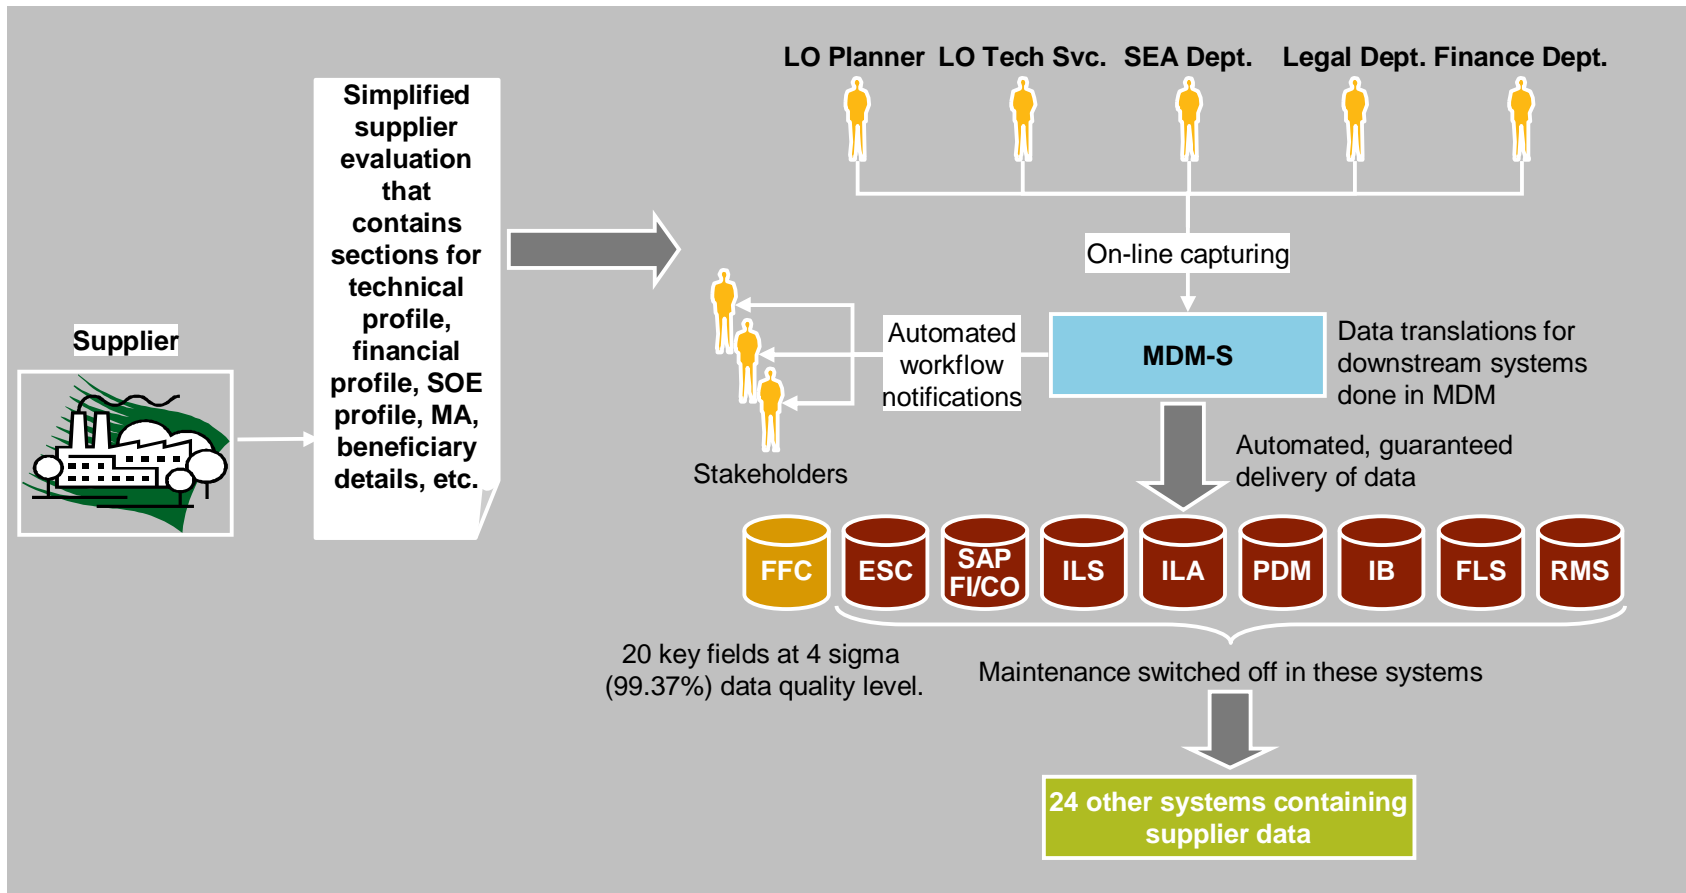 LO Planner LO Tech Svc. SEA Dept. Legal Dept. Finance Dept.
Simplified
supplier
evaluation
that
contains
sections for
technical
profile,
financial
profile, SOE
profile, MA,
beneficiary
details, etc.
Supplier
On-line capturing
Automated
workflow
notifications
MDM-S
Data translations for
downstream systems
done in MDM
Stakeholders
Automated, guaranteed
delivery of data
FFC
ESC
SAP
FI/CO
ILS
ILA
PDM
IB
FLS
RMS
20 key fields at 4 sigma
(99.37%) data quality level.
Maintenance switched off in these systems
24 other systems containing
supplier data